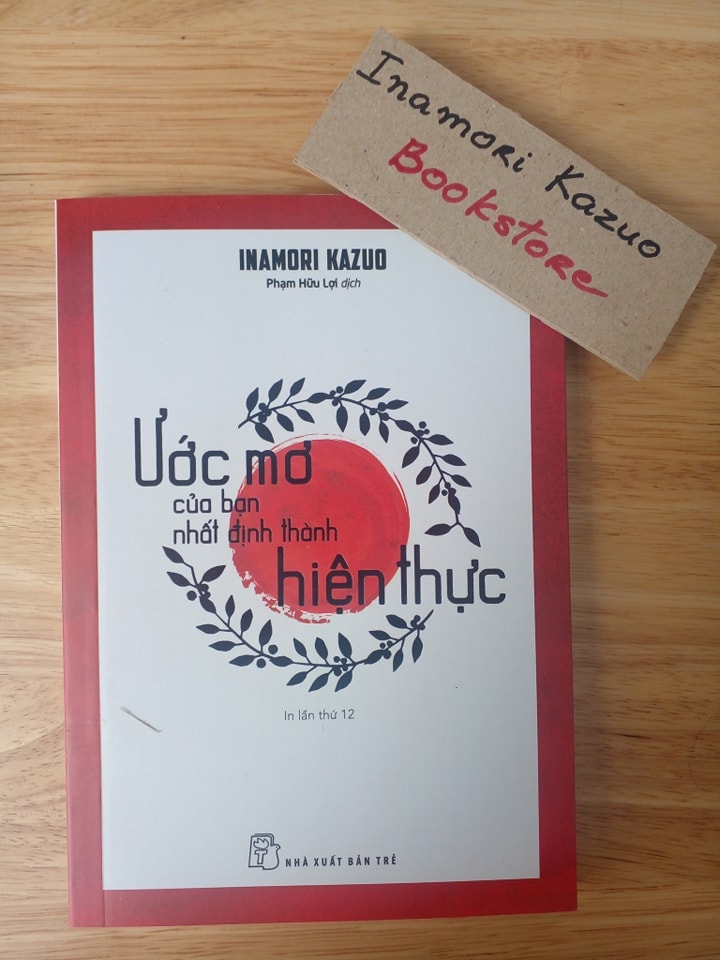 Inamori Kazuo
Bookstore
INAMORI KAZUO
Phạm Hữu Lợi dịch
Ước mơ
của bạn
nhất định thành
hiện thực
In lần thứ 12
T
NHÀ XUẤT BẢN TRẺ